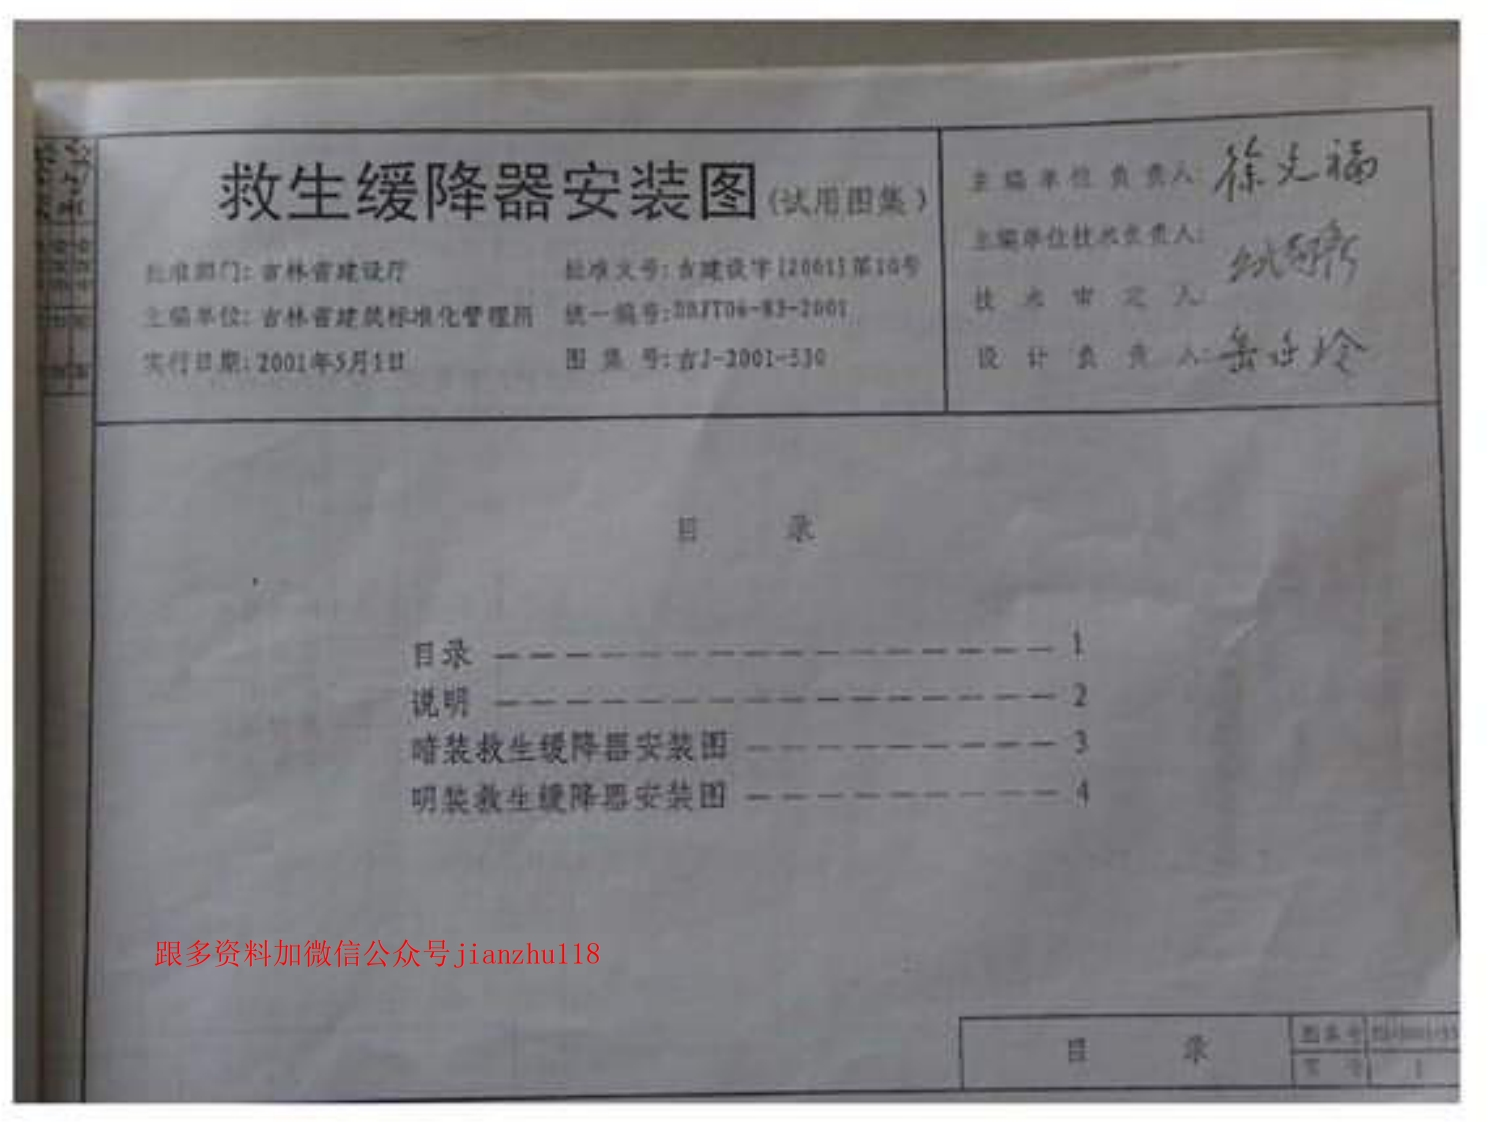 救生缓降器安装图(试用图集)
批准部门:吉林省建设厅
批准文号:吉建设字[2001]第10号
主编单位:吉林省建筑标准化管理所
统一编号:DBJT06-83-2001
实行日期:2001年5月1日
图 集 号:吉J-2001-530
主编单位负责人:
主编单位技术负责人:
技术审定人:
设计负责人:
目 录
目录 ———————————————— 1
说明 ———————————————— 2
暗装救生缓降器安装图 ————————— 3
明装救生缓降器安装图 ————————— 4
跟多资料加微信公众号jianzhu118
目 录
图集号
页 号 1